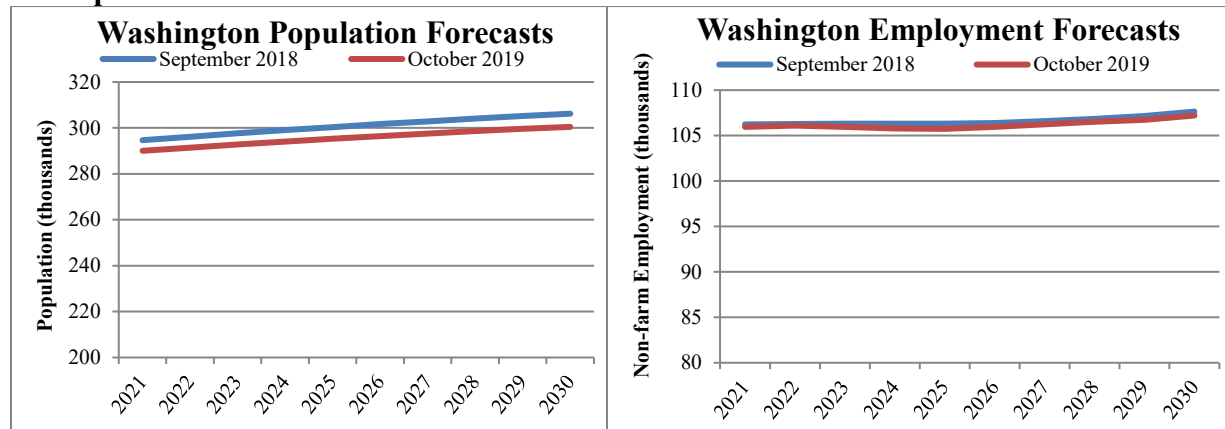 Washington Population Forecasts
September 2018 October 2019
Population (thousands)
320
300
280
260
240
220
200
2021 2022 2023 2024 2025 2026 2027 2028 2029 2030
Washington Employment Forecasts
September 2018 October 2019
Non-farm Employment (thousands)
110
105
100
95
90
85
80
2021 2022 2023 2024 2025 2026 2027 2028 2029 2030